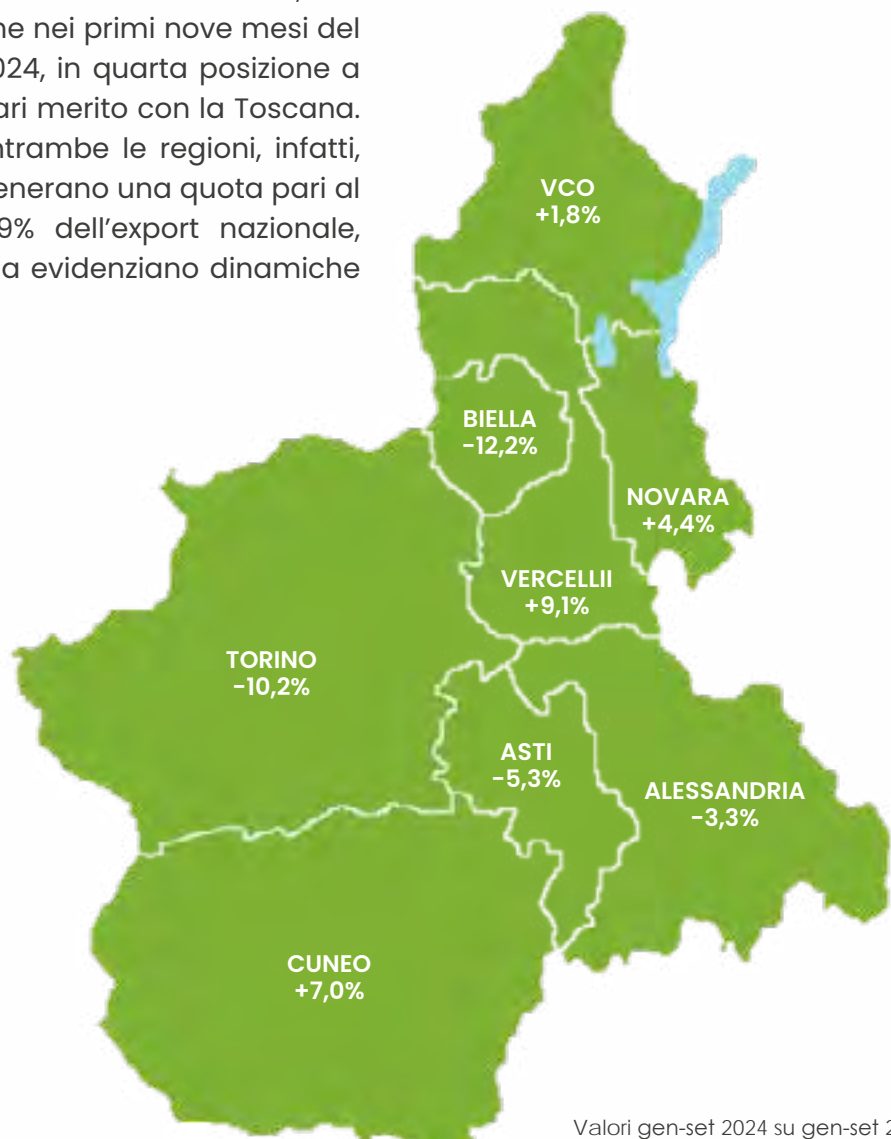 ne nei primi nove mesi del
024, in quarta posizione a
ari merito con la Toscana.
ntrambe le regioni, infatti,
enerano una quota pari al
9% dell'export nazionale,
a evidenziano dinamiche
VCO
+1,8%
BIELLA
-12,2%
NOVARA
+4,4%
VERCELLII
+9,1%
TORINO
-10,2%
ASTI
-5,3%
ALESSANDRIA
-3,3%
CUNEO
+7,0%
Valori gen-set 2024 su gen-set 2